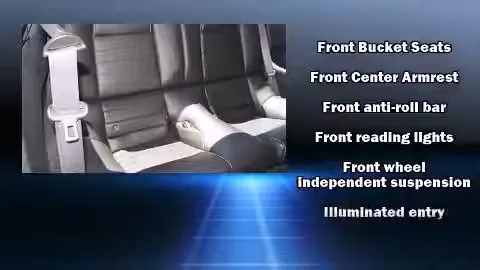 Front Bucket Seats
Front Center Armrest
Front anti-roll bar
Front reading lights
Front wheel
independent suspension
Illuminated entry